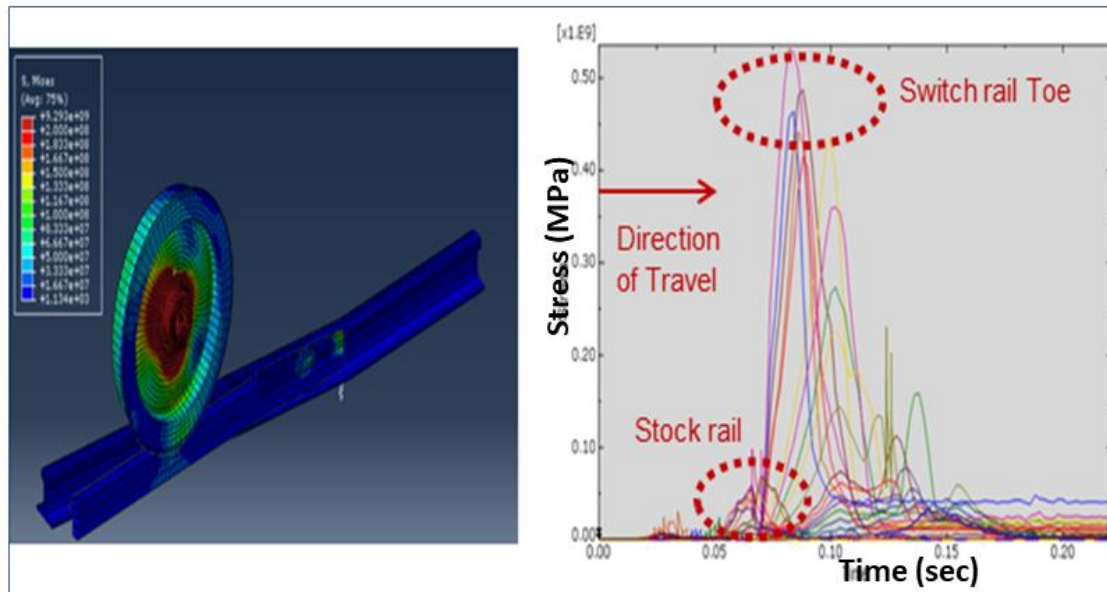 S, Mises
(Avg: 75%)
+9.293e+09
+2.000e+08
+1.833e+08
+1.667e+08
+1.500e+08
+1.333e+08
+1.167e+08
+1.000e+08
+8.333e+07
+6.667e+07
+5.000e+07
+3.333e+07
+1.667e+07
+1.134e+03
[x1.E9]
0.50
0.40
0.30
0.20
0.10
0.00
Stress (MPa)
Switch rail Toe
Direction
of Travel
Stock rail
0.00
0.05
0.10
0.15
0.20
Time (sec)